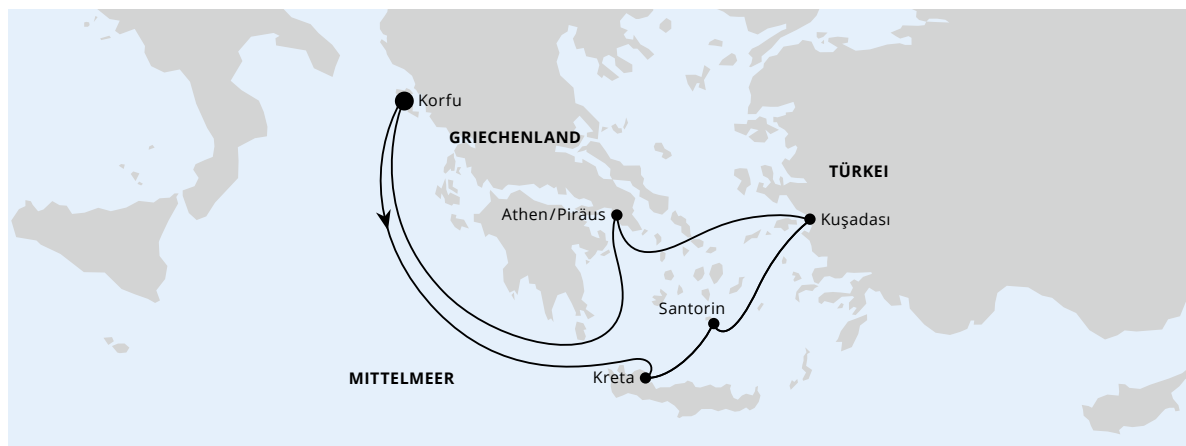 Korfu
GRIECHENLAND
TÜRKEI
Athen/Piräus
Kuşadası
Santorin
Kreta
MITTELMEER